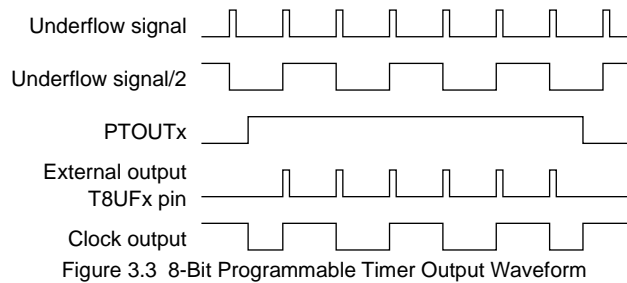 Underflow signal
Underflow signal/2
PTOUTx
External output
T8UFx pin
Clock output
Figure 3.3 8-Bit Programmable Timer Output Waveform